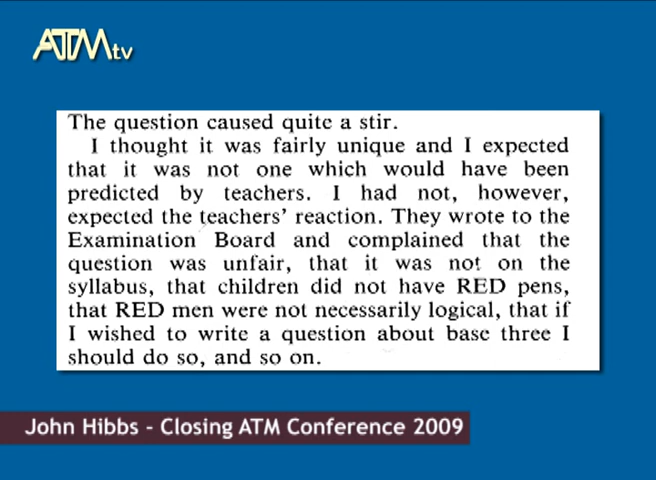 ATMtv
The question caused quite a stir.
I thought it was fairly unique and I expected
that it was not one which would have been
predicted by teachers. I had not, however,
expected the teachers' reaction. They wrote to the
Examination Board and complained that the
question was unfair, that it was not on the
syllabus, that children did not have RED pens,
that RED men were not necessarily logical, that if
I wished to write a question about base three I
should do so, and so on.
John Hibbs - Closing ATM Conference 2009